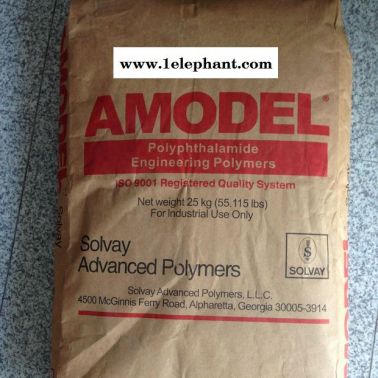 www.1elephant.com
AMODEL®
Polyphthalamide
Engineering Polymers
ISO 9001 Registered Quality System
Net weight 25 kg (55.115 lbs)
For Industrial Use Only
Solvay
Advanced Polymers
SOLVAY
Solvay Advanced Polymers, L.L.C.
4500 McGinnis Ferry Road, Alpharetta, Georgia 30005-3914